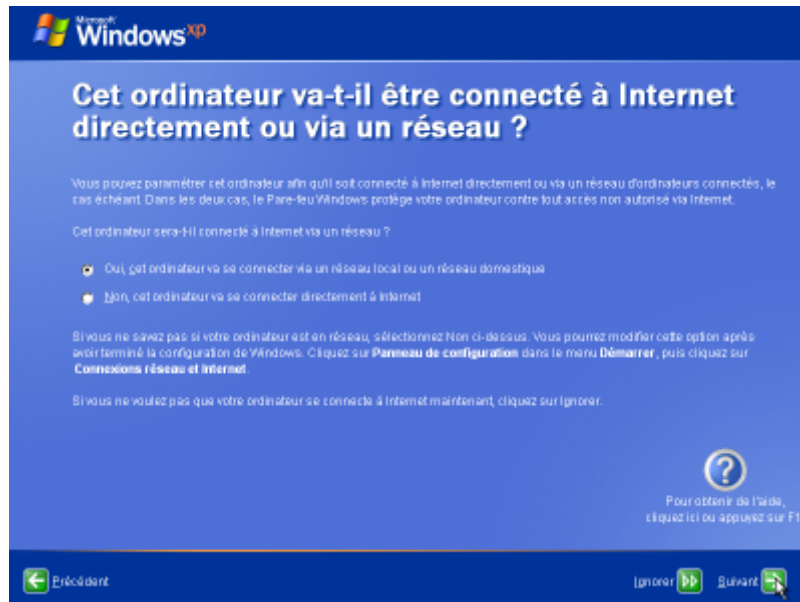 Microsoft
Windows xp
Cet ordinateur va-t-il être connecté à Internet
directement ou via un réseau ?
Vous pouvez paramétrer cet ordinateur afin qu'il soit connecté à Internet directement ou via un réseau d'ordinateurs connectés, le
cas échéant. Dans les deux cas, le Pare-feu Windows protège votre ordinateur contre tout accès non autorisé via Internet.
Cet ordinateur sera-t-il connecté à Internet via un réseau ?
Oui, cet ordinateur va se connecter via un réseau local ou un réseau domestique
Non, cet ordinateur va se connecter directement à Internet
Si vous ne savez pas si votre ordinateur est en réseau, sélectionnez Non ci-dessus. Vous pourrez modifier cette option après
avoir terminé la configuration de Windows. Cliquez sur Panneau de configuration dans le menu Démarrer, puis cliquez sur
Connexions réseau et Internet.
Si vous ne voulez pas que votre ordinateur se connecte à Internet maintenant, cliquez sur Ignorer.
Pour obtenir de l'aide,
cliquez ici ou appuyez sur F1
Précédent
Ignorer
Suivant